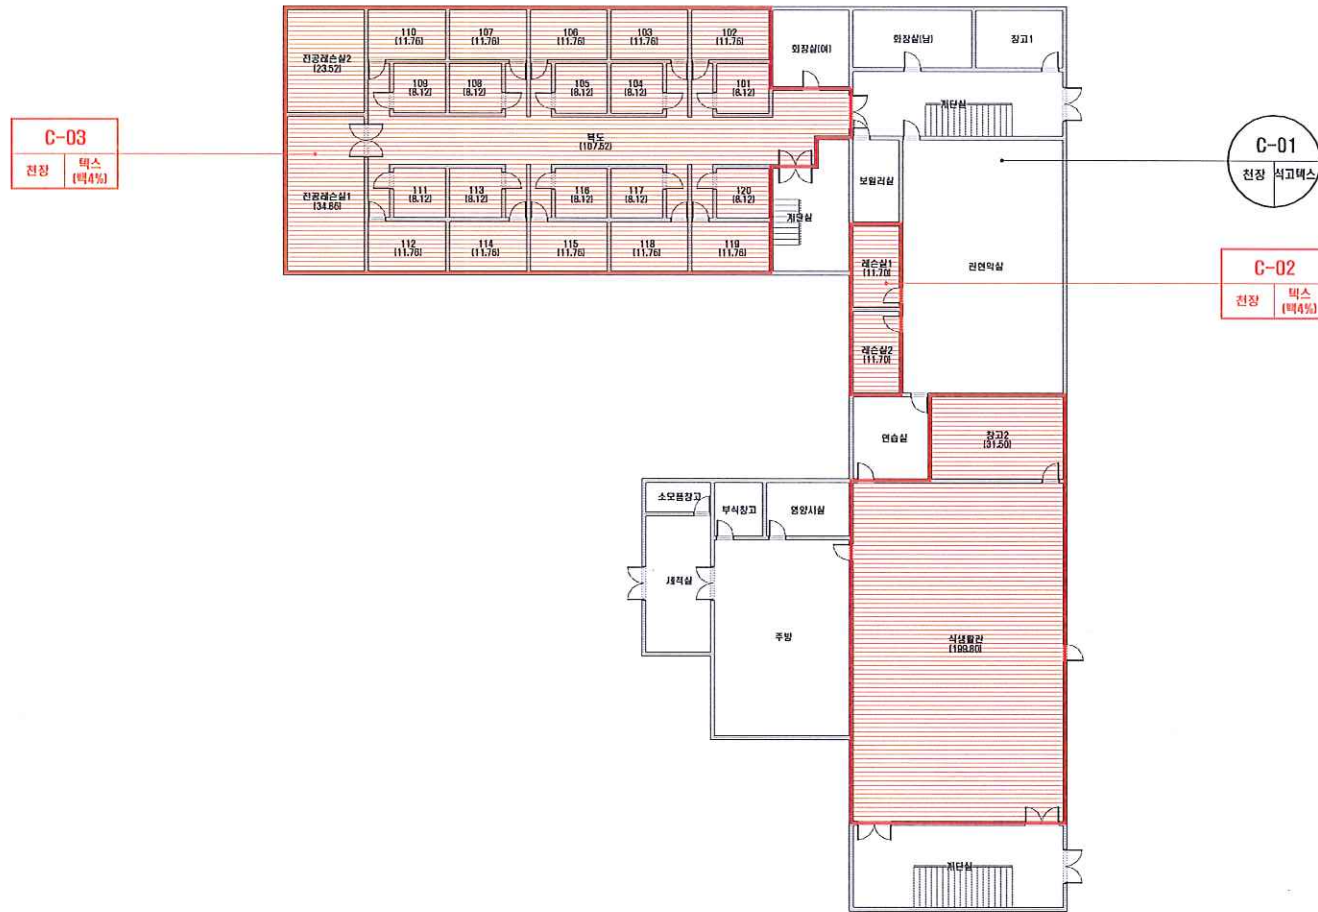 110
(11.76)
107
(11.76)
106
(11.76)
103
(11.76)
102
(11.76)
화장실(여)
화장실(남)
창고1
전공레슨실2
(23.52)
109
(8.12)
108
(8.12)
105
(8.12)
104
(8.12)
101
(8.12)
계단실
C-03
천장
텍스
(백4%)
복도
(107.52)
C-01
천장
석고텍스
보일러실
전공레슨실1
(34.86)
111
(8.12)
113
(8.12)
116
(8.12)
117
(8.12)
120
(8.12)
계단실
112
(11.76)
114
(11.76)
115
(11.76)
118
(11.76)
119
(11.76)
레슨실1
(11.70)
관현악실
C-02
천장
텍스
(백4%)
레슨실2
(11.70)
연습실
창고2
(31.50)
소모품창고
부식창고
영양사실
세척실
주방
식생활관
(199.80)
계단실